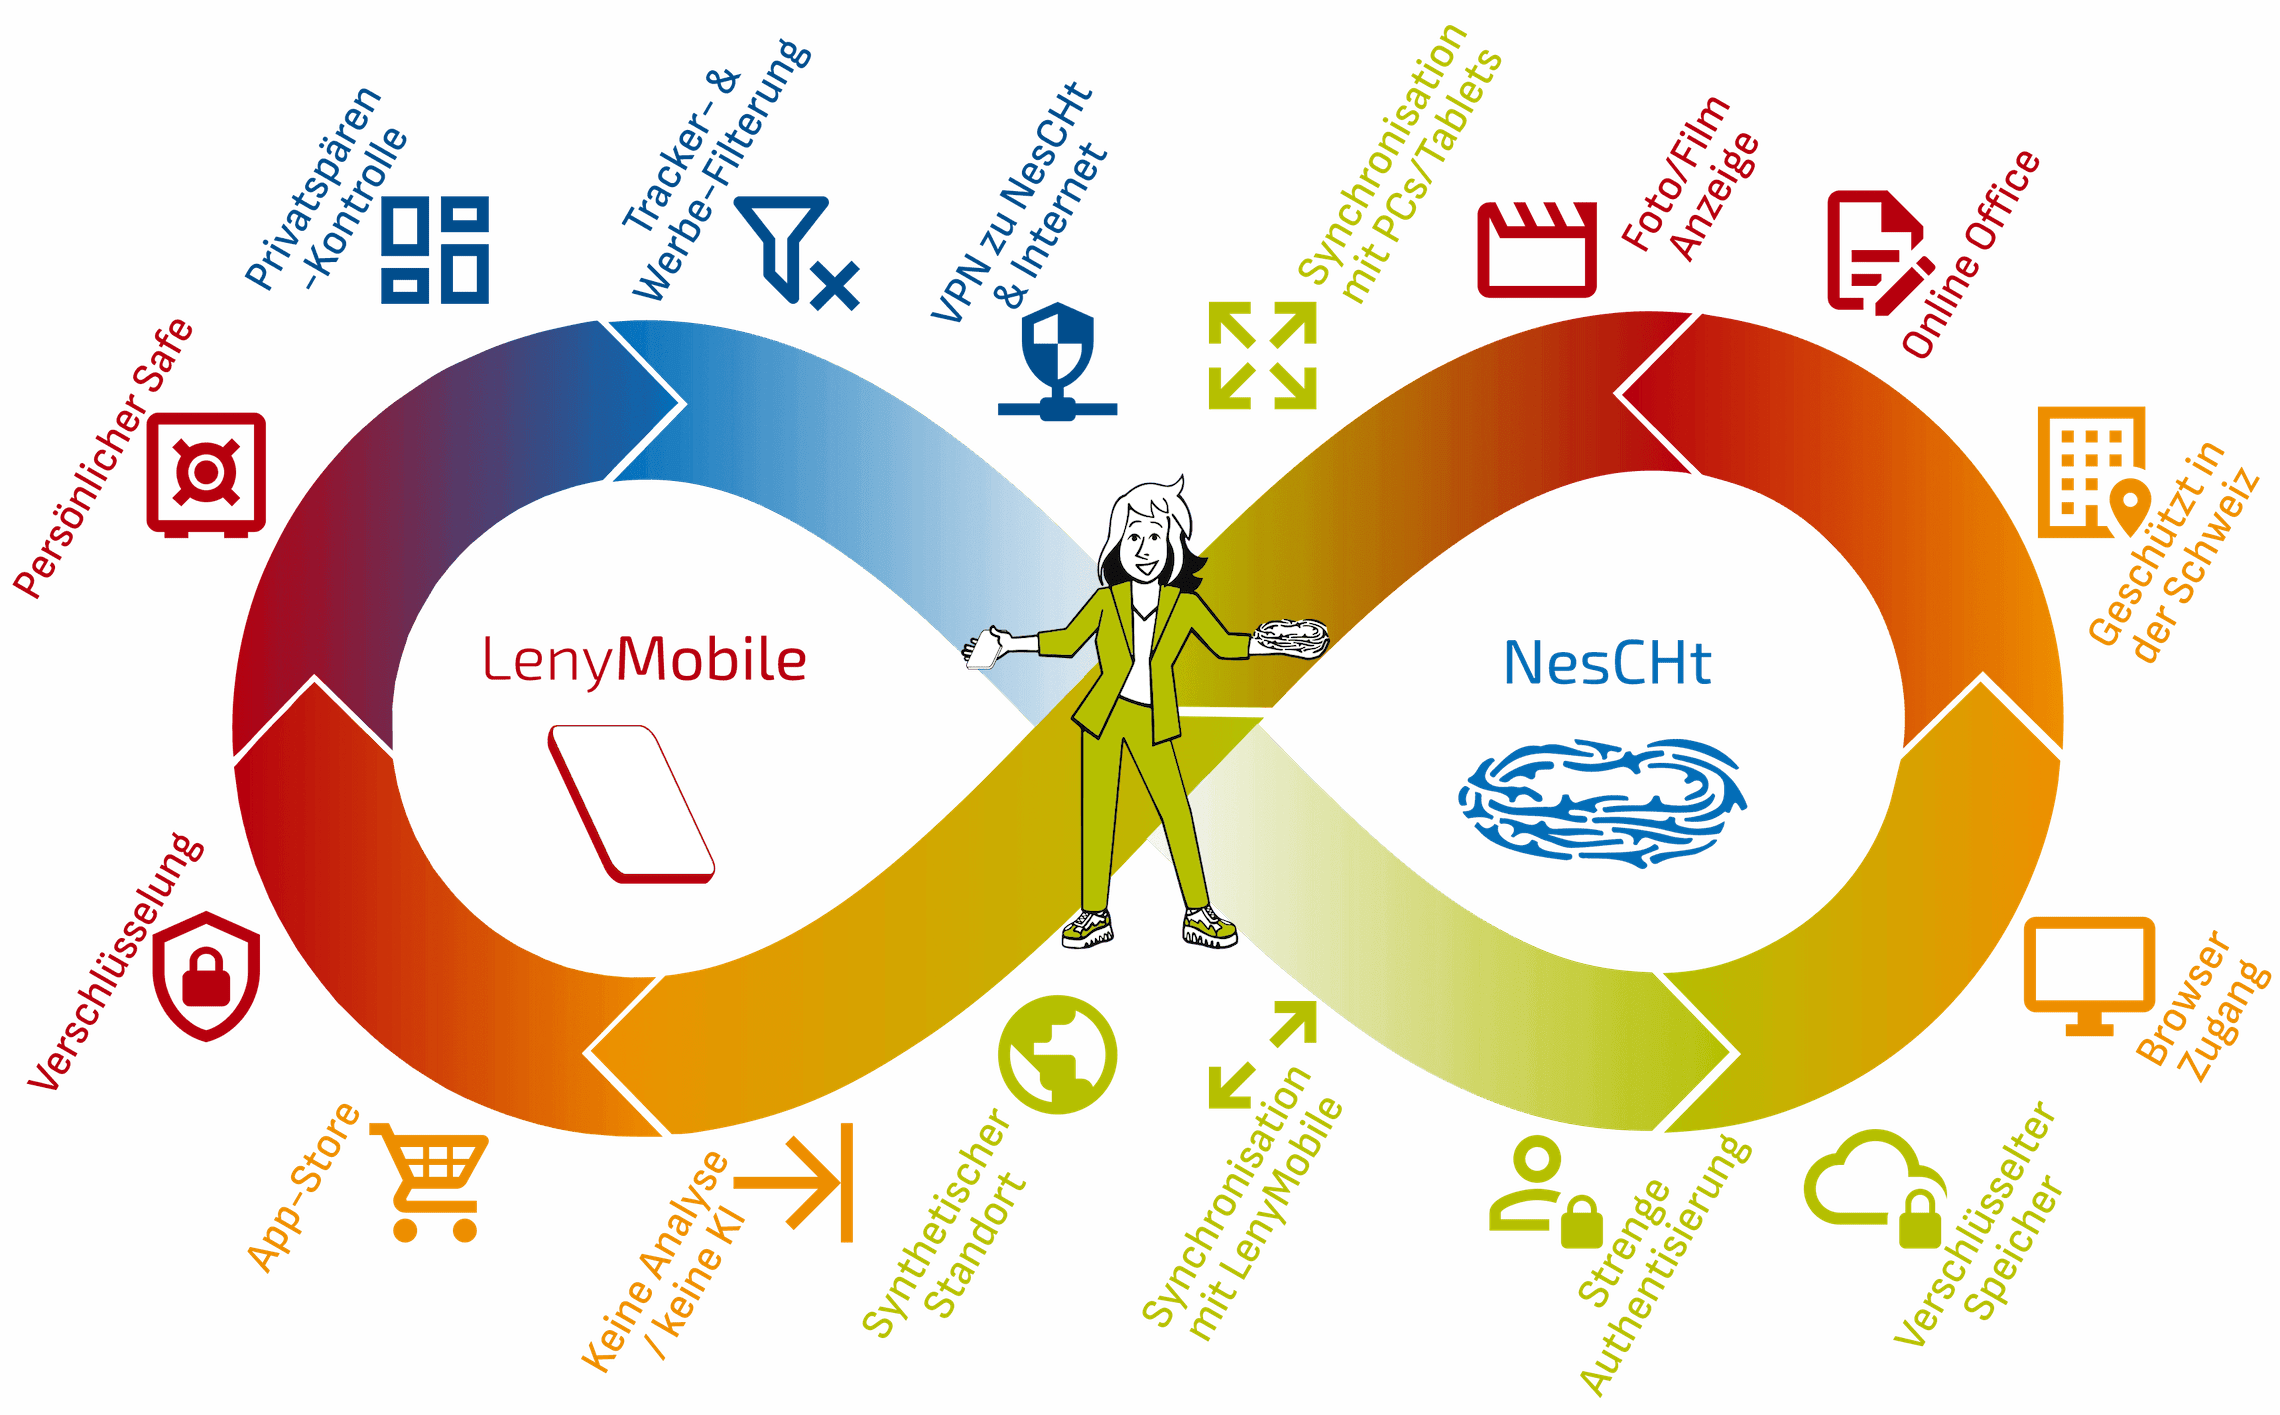 Privatspären
-Kontrolle
Tracker- &
Werbe-Filterung
VPN zu NesCHt
& Internet
Synchronisation
mit PCs/Tablets
Foto/Film
Anzeige
Online Office
Persönlicher Safe
Geschützt in
der Schweiz
LenyMobile
NesCHt
Verschlüsselung
Browser
Zugang
App-Store
Keine Analyse
/ keine KI
Synthetischer
Standort
Synchronisation
mit LenyMobile
Strenge
Authentisierung
Verschlüsselter
Speicher